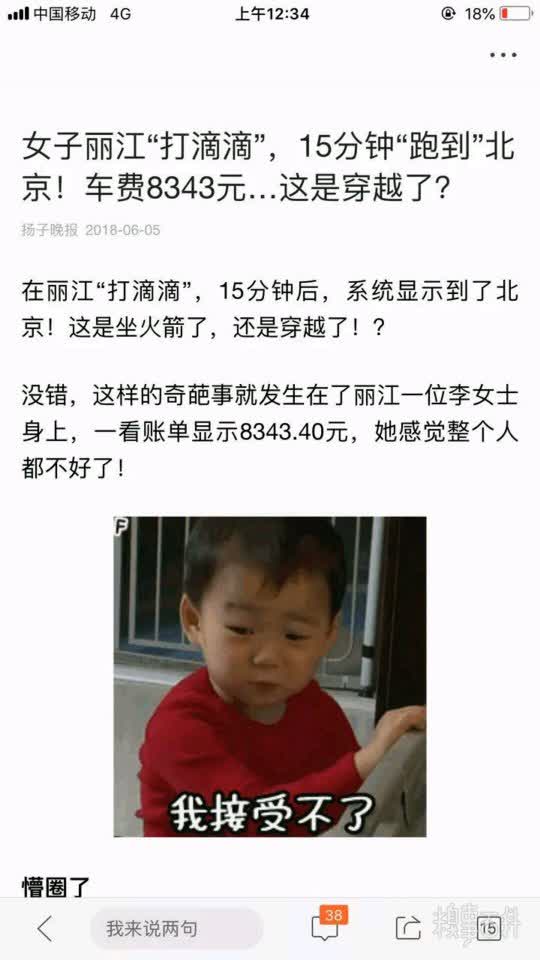 中国移动 4G 上午12:34 18%
女子丽江“打滴滴”，15分钟“跑到”北
京！车费8343元…这是穿越了？
扬子晚报 2018-06-05
在丽江“打滴滴”，15分钟后，系统显示到了北
京！这是坐火箭了，还是穿越了！？
没错，这样的奇葩事就发生在了丽江一位李女士
身上，一看账单显示8343.40元，她感觉整个人
都不好了！
F
我接受不了
懵圈了
我来说两句 38 15